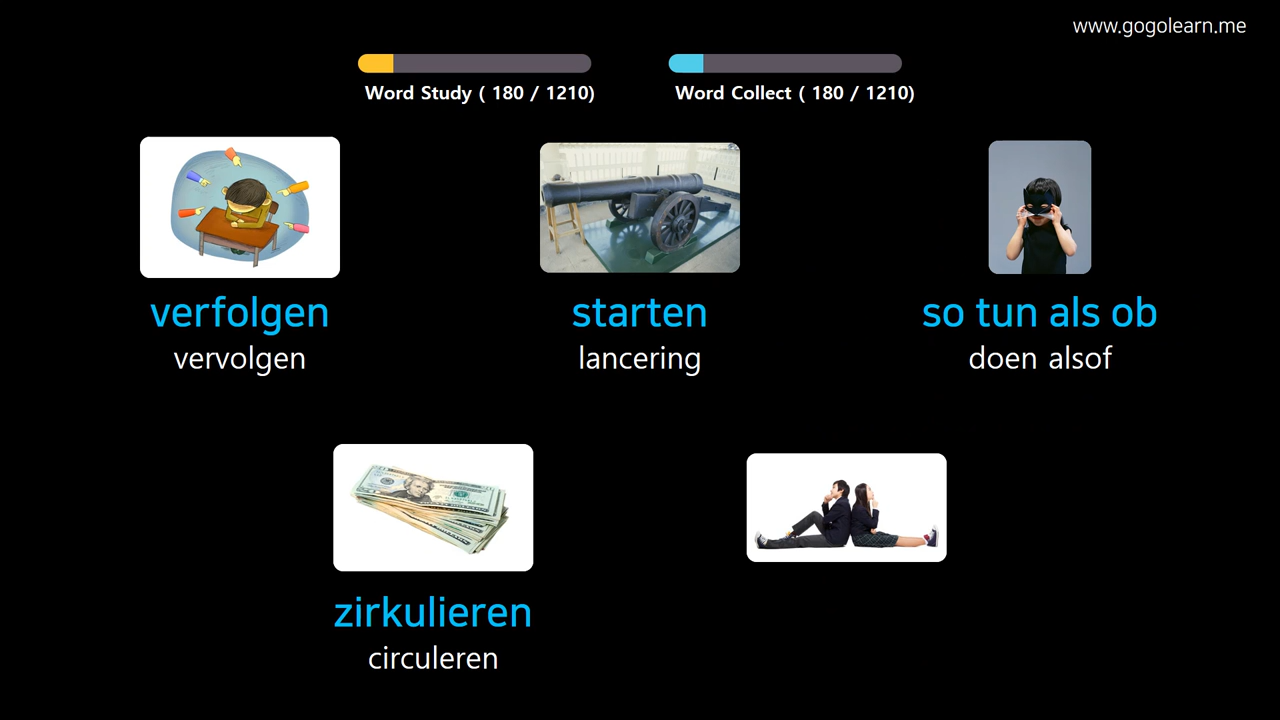 www.gogolearn.me
Word Study ( 180 / 1210)
Word Collect ( 180 / 1210)
verfolgen
vervolgen
starten
lancering
so tun als ob
doen alsof
zirkulieren
circuleren